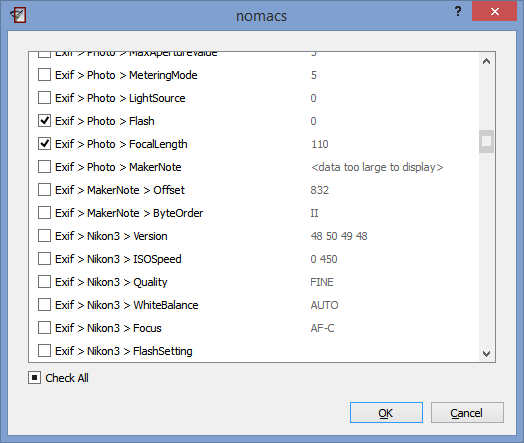 nomacs
?
Exif > Photo > MaxApertureValue 5
Exif > Photo > MeteringMode 5
Exif > Photo > LightSource 0
Exif > Photo > Flash 0
Exif > Photo > FocalLength 110
Exif > Photo > MakerNote <data too large to display>
Exif > MakerNote > Offset 832
Exif > MakerNote > ByteOrder II
Exif > Nikon3 > Version 48 50 49 48
Exif > Nikon3 > ISOSpeed 0 450
Exif > Nikon3 > Quality FINE
Exif > Nikon3 > WhiteBalance AUTO
Exif > Nikon3 > Focus AF-C
Exif > Nikon3 > FlashSetting
Check All
OK Cancel